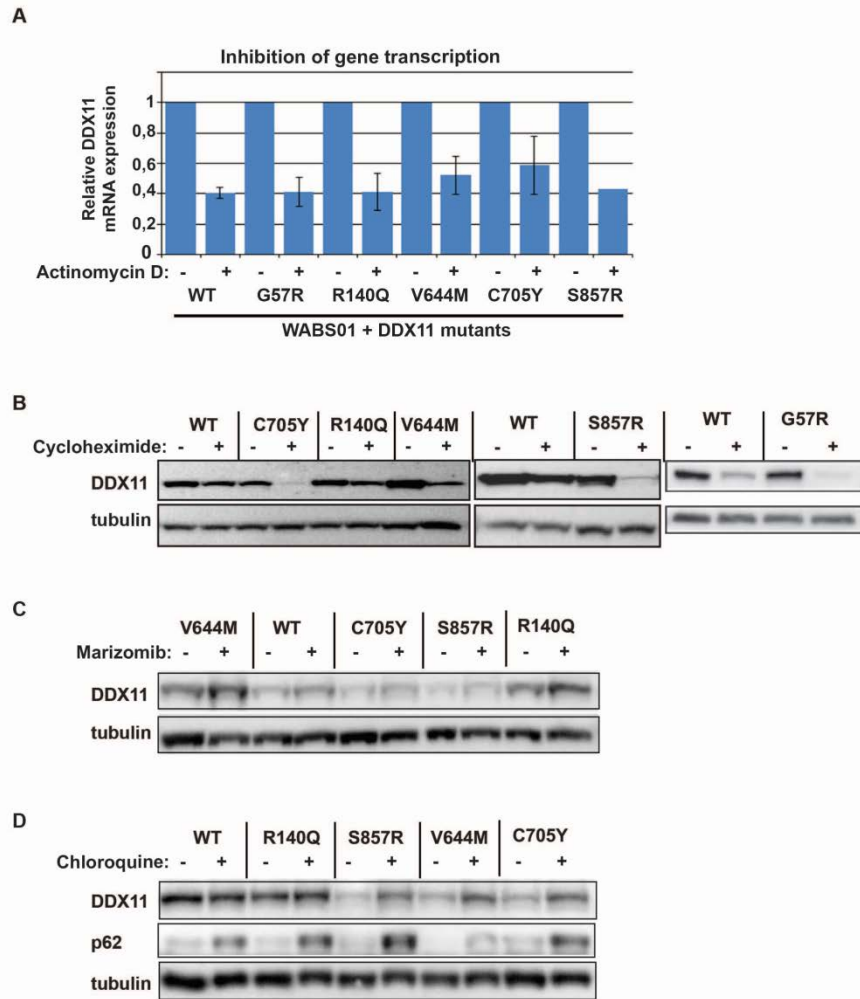 A
Inhibition of gene transcription
Relative DDX11
mRNA expression
1
0,8
0,6
0,4
0,2
0
Actinomycin D: - + - + - + - + - + - +
WT G57R R140Q V644M C705Y S857R
WABS01 + DDX11 mutants
B
WT C705Y R140Q V644M WT S857R WT G57R
Cycloheximide: - + - + - + - + - + - + - + - +
DDX11
tubulin
C
V644M WT C705Y S857R R140Q
Marizomib: - + - + - + - + - +
DDX11
tubulin
D
WT R140Q S857R V644M C705Y
Chloroquine: - + - + - + - + - +
DDX11
p62
tubulin